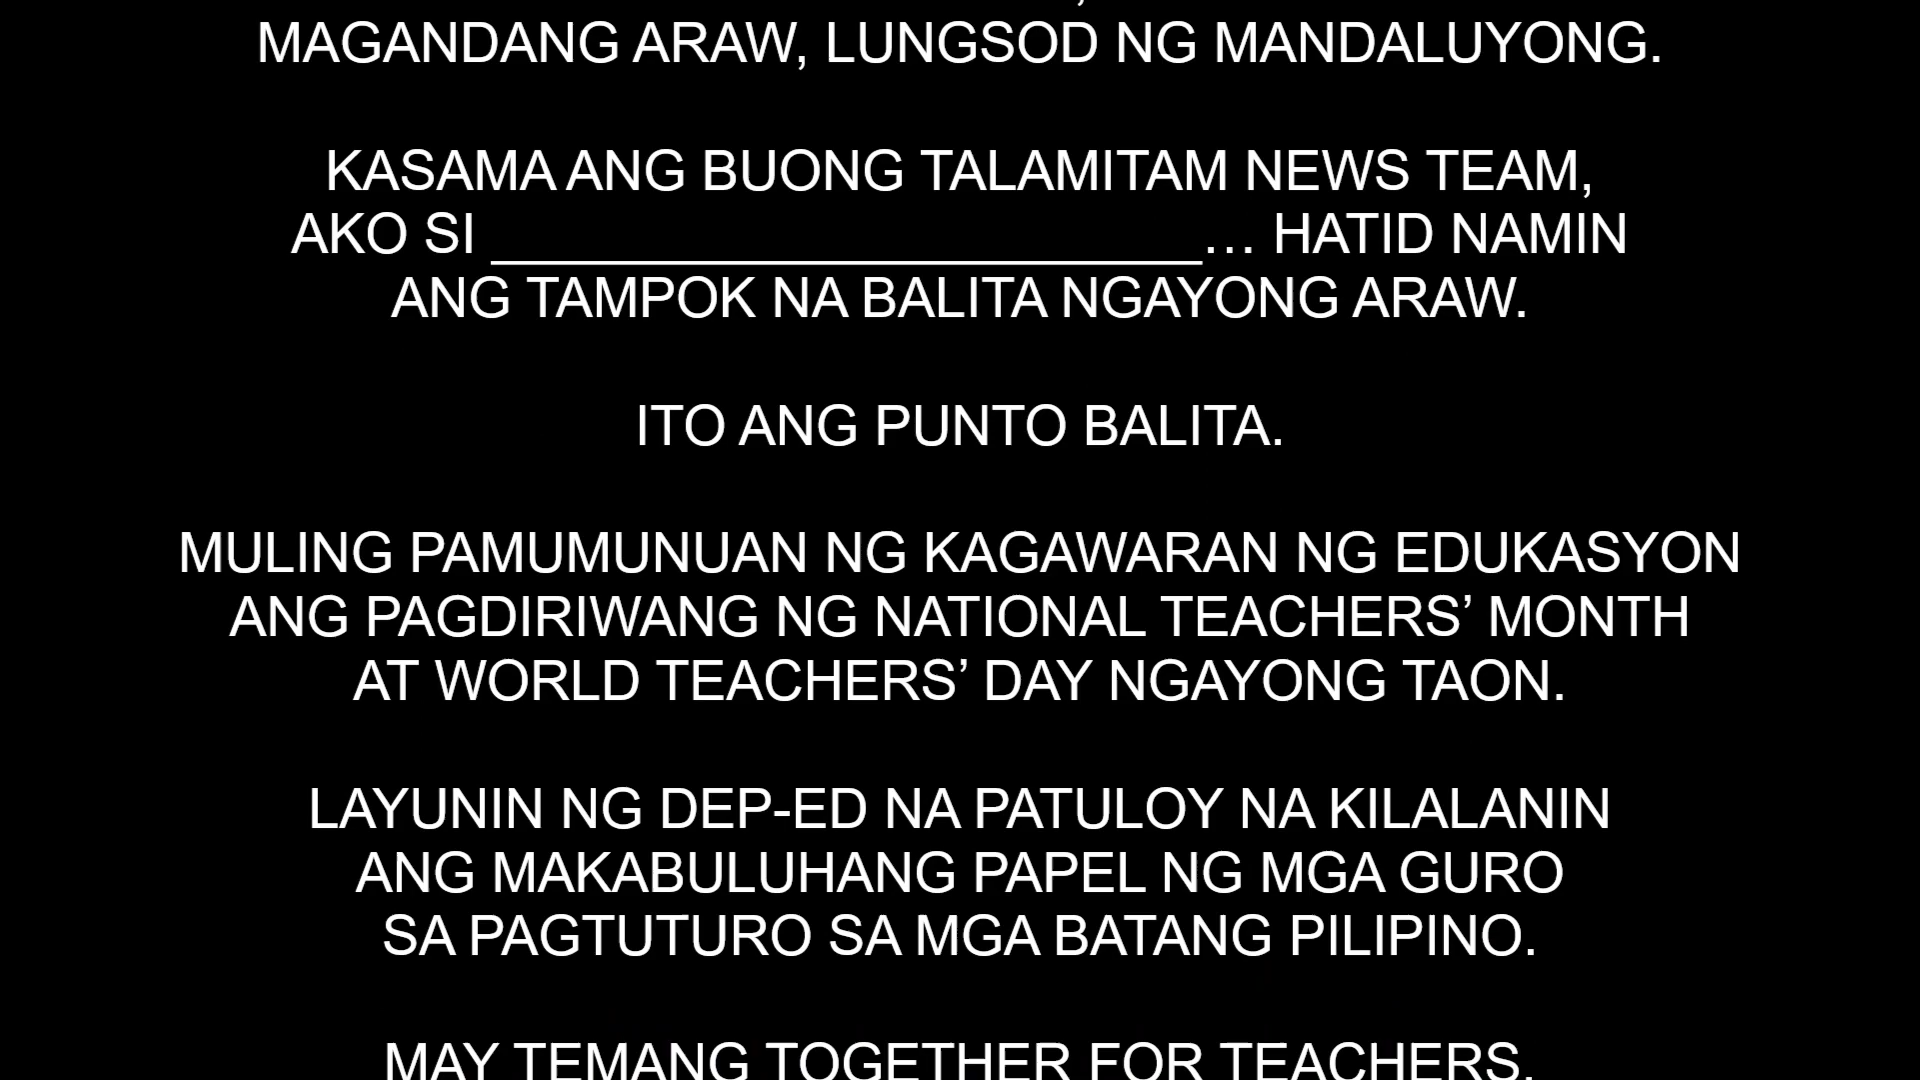 MAGANDANG ARAW, LUNGSOD NG MANDALUYONG.
KASAMA ANG BUONG TALAMITAM NEWS TEAM,
AKO SI _______________________… HATID NAMIN
ANG TAMPOK NA BALITA NGAYONG ARAW.
ITO ANG PUNTO BALITA.
MULING PAMUMUNUAN NG KAGAWARAN NG EDUKASYON
ANG PAGDIRIWANG NG NATIONAL TEACHERS’ MONTH
AT WORLD TEACHERS’ DAY NGAYONG TAON.
LAYUNIN NG DEP-ED NA PATULOY NA KILALANIN
ANG MAKABULUHANG PAPEL NG MGA GURO
SA PAGTUTURO SA MGA BATANG PILIPINO.
MAY TEMANG TOGETHER FOR TEACHERS,